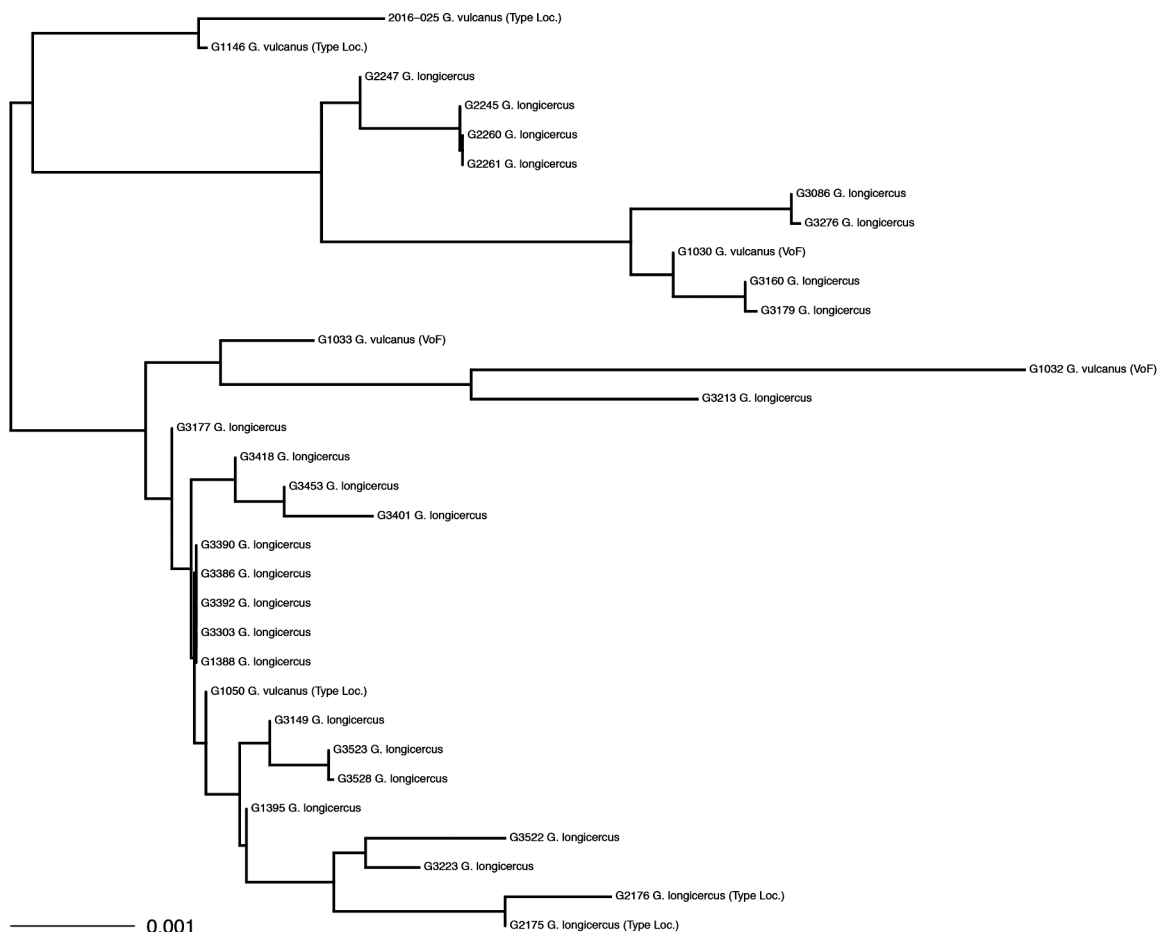 2016–025 G. vulcanus (Type Loc.)
G1146 G. vulcanus (Type Loc.)
G2247 G. longicercus
G2245 G. longicercus
G2260 G. longicercus
G2261 G. longicercus
G3086 G. longicercus
G3276 G. longicercus
G1030 G. vulcanus (VoF)
G3160 G. longicercus
G3179 G. longicercus
G1033 G. vulcanus (VoF)
G1032 G. vulcanus (VoF)
G3213 G. longicercus
G3177 G. longicercus
G3418 G. longicercus
G3453 G. longicercus
G3401 G. longicercus
G3390 G. longicercus
G3386 G. longicercus
G3392 G. longicercus
G3303 G. longicercus
G1388 G. longicercus
G1050 G. vulcanus (Type Loc.)
G3149 G. longicercus
G3523 G. longicercus
G3528 G. longicercus
G1395 G. longicercus
G3522 G. longicercus
G3223 G. longicercus
G2176 G. longicercus (Type Loc.)
G2175 G. longicercus (Type Loc.)
0.001